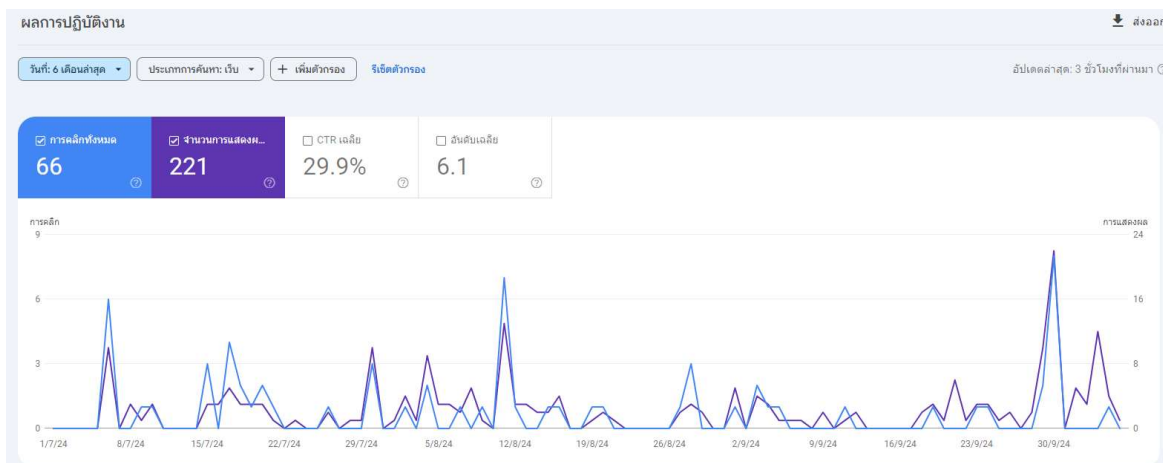 ผลการปฏิบัติงาน
วันที่: 6 เดือนล่าสุด
ประเภทการค้นหา: เว็บ
+ เพิ่มตัวกรอง
รีเซ็ตตัวกรอง
อัปเดตล่าสุด: 3 ชั่วโมงที่ผ่านมา
การคลิกทั้งหมด
66
จำนวนการแสดงผ...
221
CTR เฉลี่ย
29.9%
อันดับเฉลี่ย
6.1
การคลิก
การแสดงผล
9
24
6
16
3
8
0
0
1/7/24 8/7/24 15/7/24 22/7/24 29/7/24 5/8/24 12/8/24 19/8/24 26/8/24 2/9/24 9/9/24 16/9/24 23/9/24 30/9/24